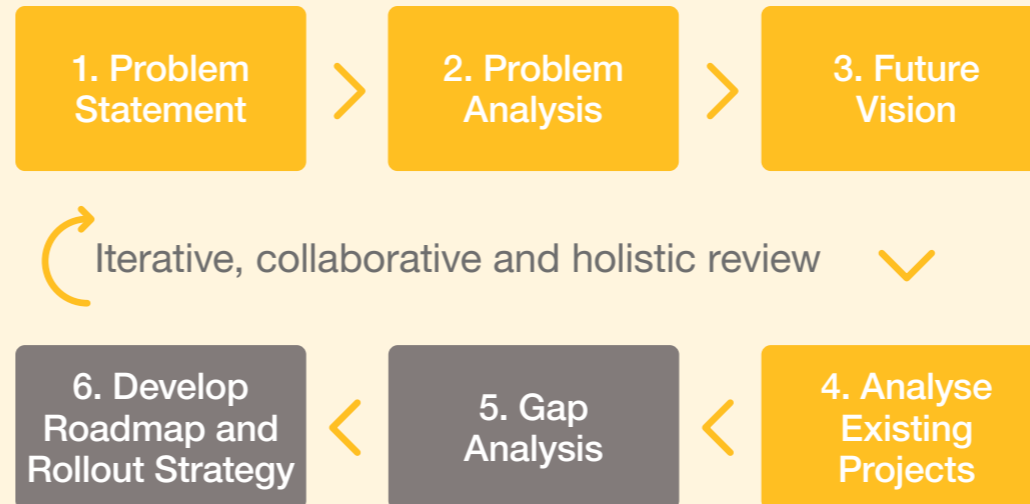 1. Problem
Statement
2. Problem
Analysis
3. Future
Vision
Iterative, collaborative and holistic review
4. Analyse
Existing
Projects
5. Gap
Analysis
6. Develop
Roadmap and
Rollout Strategy